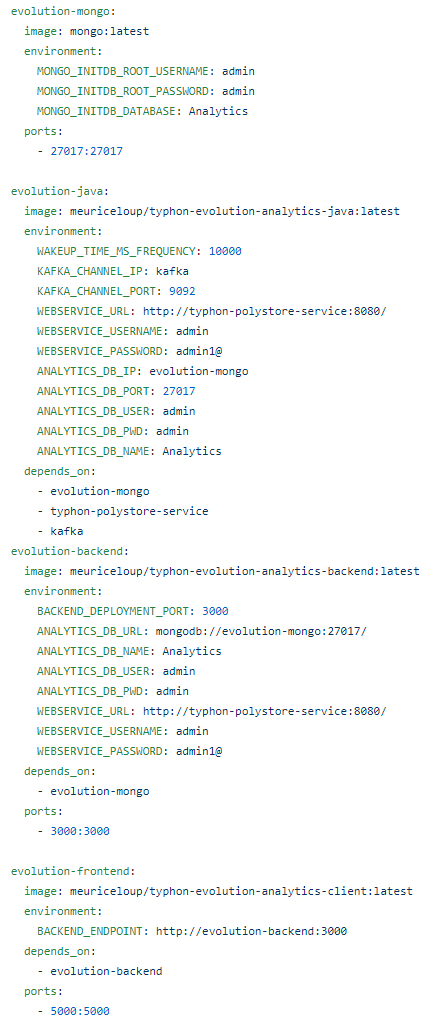 evolution-mongo:
  image: mongo:latest
  environment:
    MONGO_INITDB_ROOT_USERNAME: admin
    MONGO_INITDB_ROOT_PASSWORD: admin
    MONGO_INITDB_DATABASE: Analytics
  ports:
    - 27017:27017

evolution-java:
  image: meuriceloup/typhon-evolution-analytics-java:latest
  environment:
    WAKEUP_TIME_MS_FREQUENCY: 10000
    KAFKA_CHANNEL_IP: kafka
    KAFKA_CHANNEL_PORT: 9092
    WEBSERVICE_URL: http://typhon-polystore-service:8080/
    WEBSERVICE_USERNAME: admin
    WEBSERVICE_PASSWORD: admin1@
    ANALYTICS_DB_IP: evolution-mongo
    ANALYTICS_DB_PORT: 27017
    ANALYTICS_DB_USER: admin
    ANALYTICS_DB_PWD: admin
    ANALYTICS_DB_NAME: Analytics
  depends_on:
    - evolution-mongo
    - typhon-polystore-service
    - kafka
evolution-backend:
  image: meuriceloup/typhon-evolution-analytics-backend:latest
  environment:
    BACKEND_DEPLOYMENT_PORT: 3000
    ANALYTICS_DB_URL: mongodb://evolution-mongo:27017/
    ANALYTICS_DB_NAME: Analytics
    ANALYTICS_DB_USER: admin
    ANALYTICS_DB_PWD: admin
    WEBSERVICE_URL: http://typhon-polystore-service:8080/
    WEBSERVICE_USERNAME: admin
    WEBSERVICE_PASSWORD: admin1@
  depends_on:
    - evolution-mongo
  ports:
    - 3000:3000

evolution-frontend:
  image: meuriceloup/typhon-evolution-analytics-client:latest
  environment:
    BACKEND_ENDPOINT: http://evolution-backend:3000
  depends_on:
    - evolution-backend
  ports:
    - 5000:5000